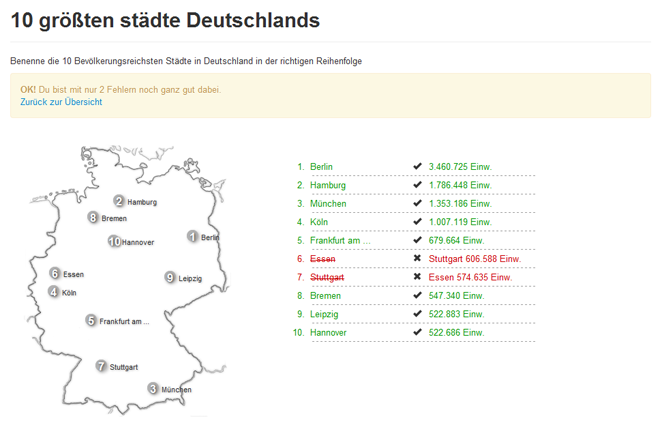 10 größten städte Deutschlands
Benenne die 10 Bevölkerungsreichsten Städte in Deutschland in der richtigen Reihenfolge
OK! Du bist mit nur 2 Fehlern noch ganz gut dabei.
Zurück zur Übersicht
2 Hamburg
8 Bremen
10 Hannover
1 Berlin
6 Essen
9 Leipzig
4 Köln
5 Frankfurt am ...
7 Stuttgart
3 München
1. Berlin ✔ 3.460.725 Einw.
2. Hamburg ✔ 1.786.448 Einw.
3. München ✔ 1.353.186 Einw.
4. Köln ✔ 1.007.119 Einw.
5. Frankfurt am ... ✔ 679.664 Einw.
6. Essen ✖ Stuttgart 606.588 Einw.
7. Stuttgart ✖ Essen 574.635 Einw.
8. Bremen ✔ 547.340 Einw.
9. Leipzig ✔ 522.883 Einw.
10. Hannover ✔ 522.686 Einw.